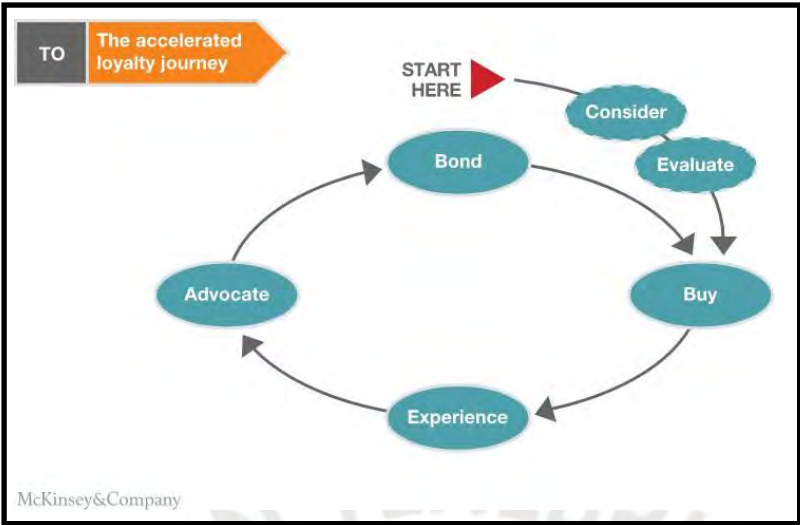 TO
The accelerated
loyalty journey
START
HERE
Consider
Evaluate
Bond
Advocate
Buy
Experience
McKinsey&Company